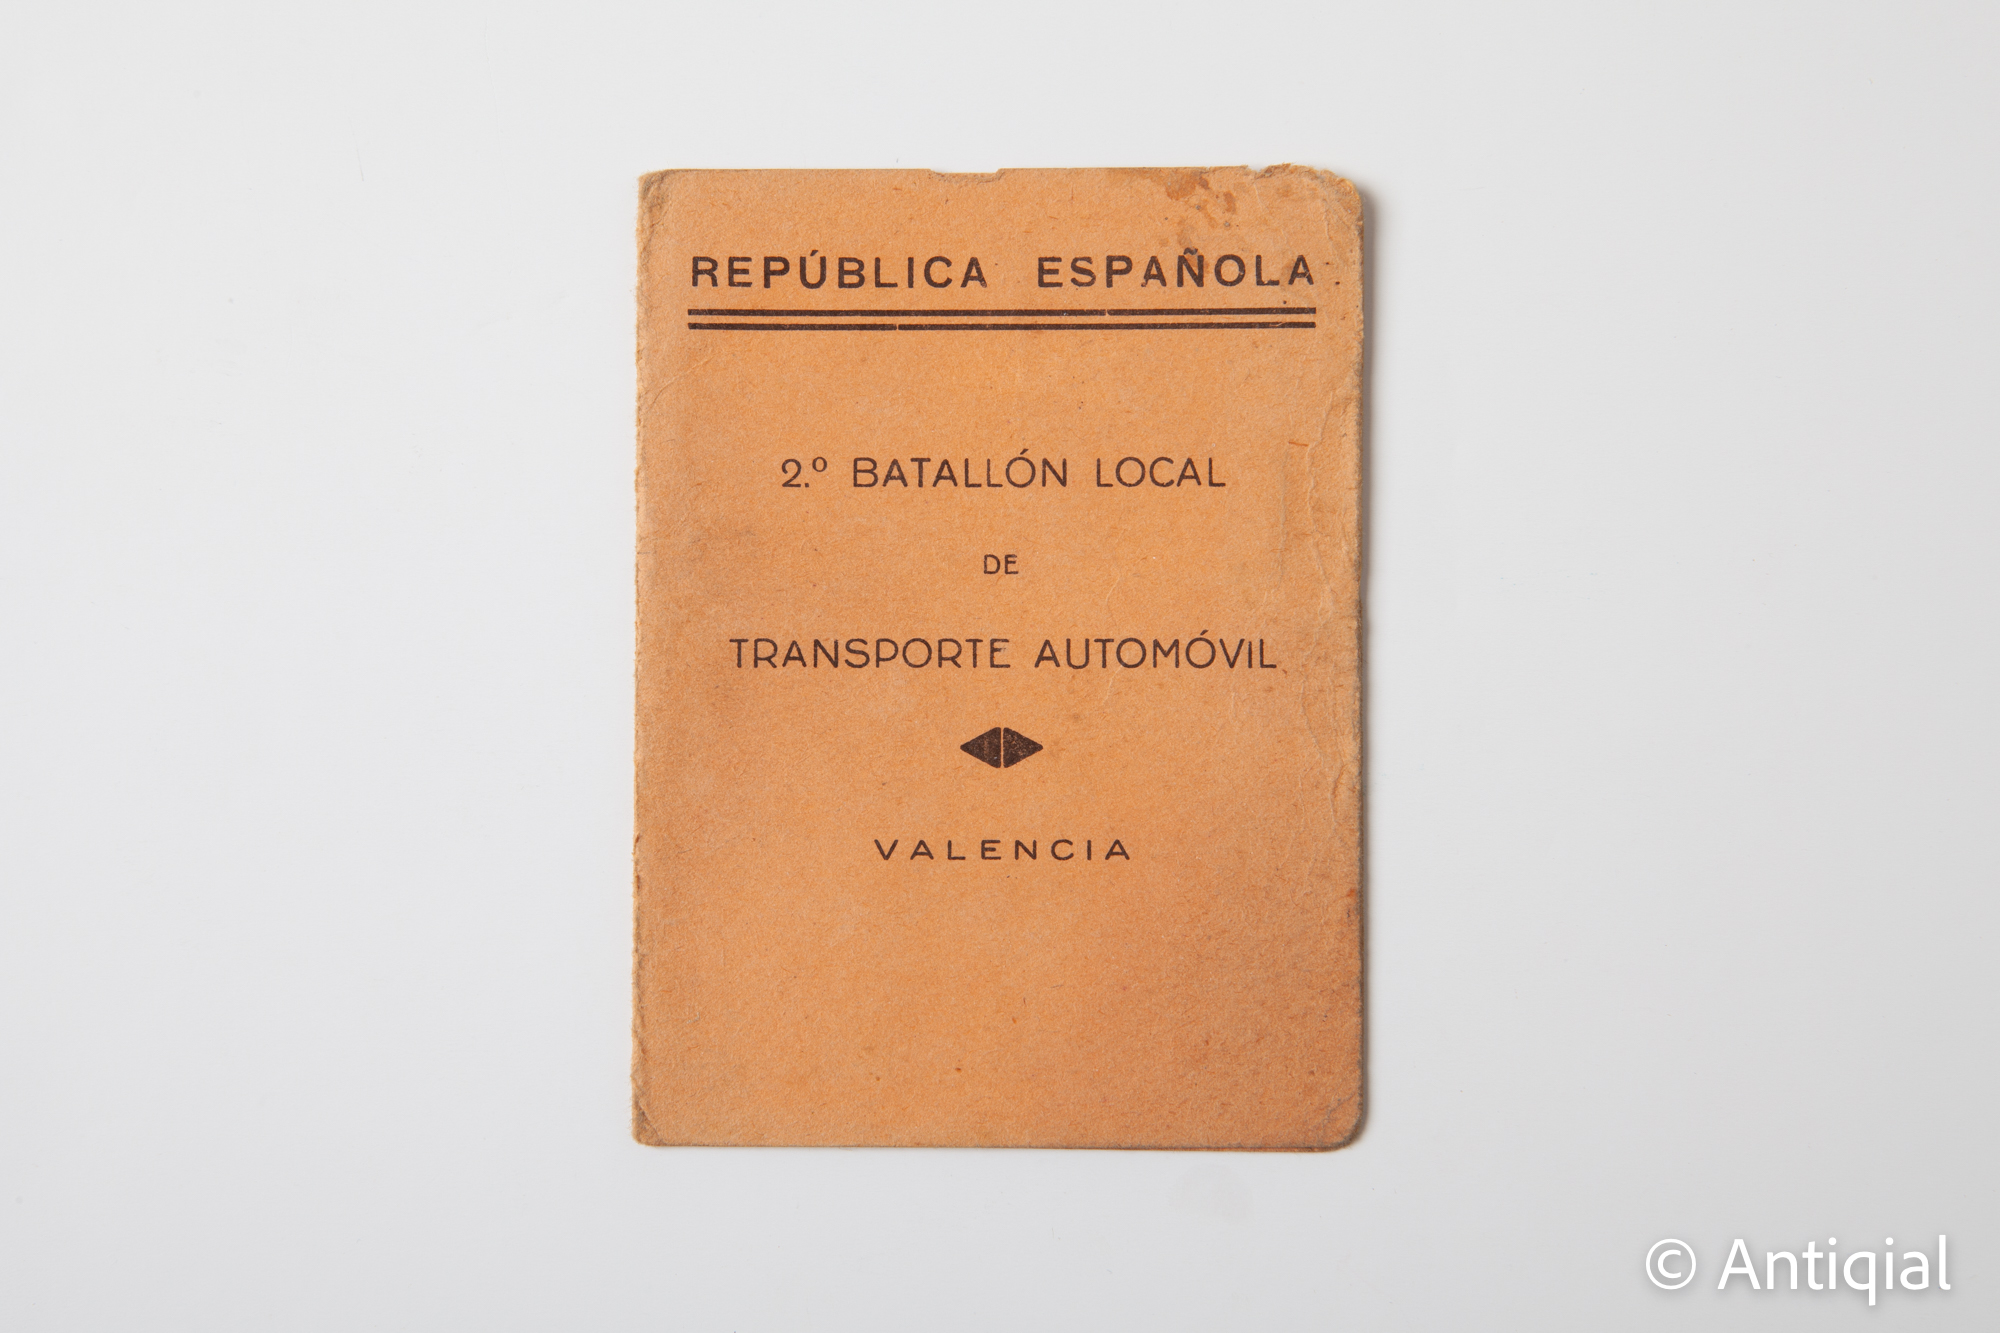 REPÚBLICA ESPAÑOLA
2.º BATALLÓN LOCAL
DE
TRANSPORTE AUTOMÓVIL
VALENCIA
© Antiqial